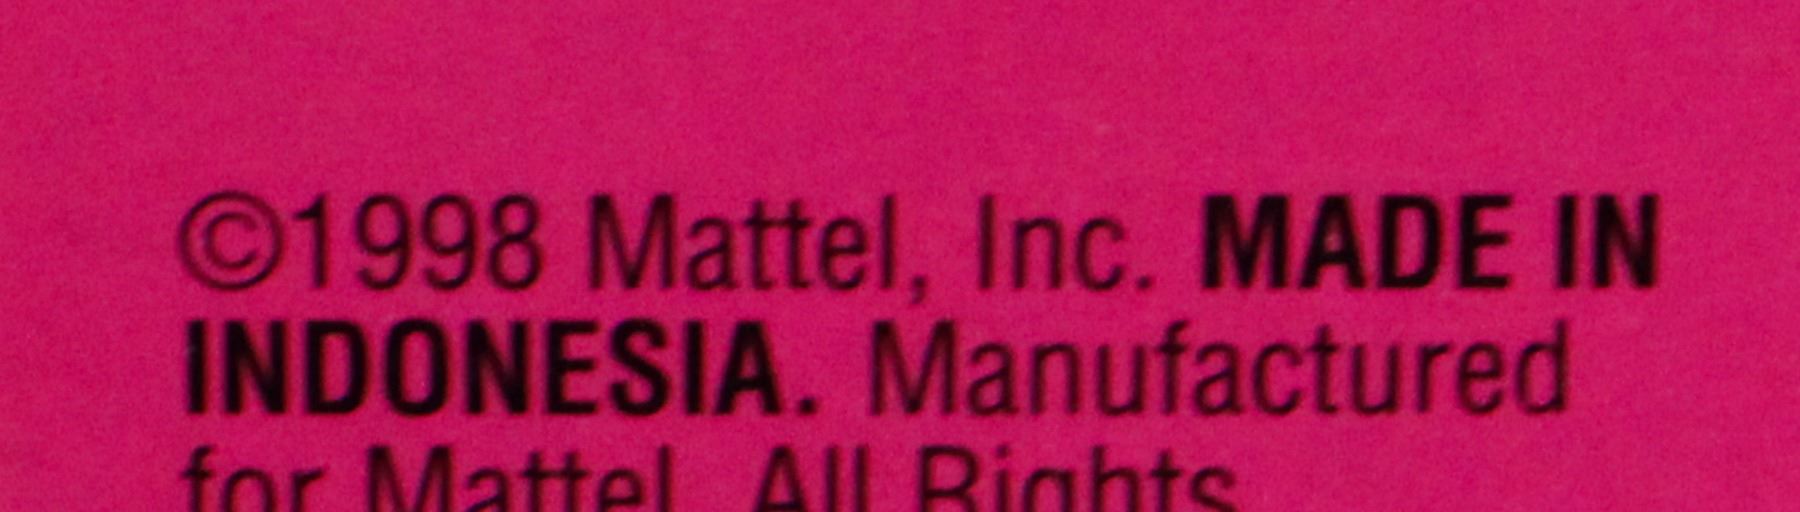 ©1998 Mattel, Inc. MADE IN
INDONESIA. Manufactured
for Mattel. All Rights